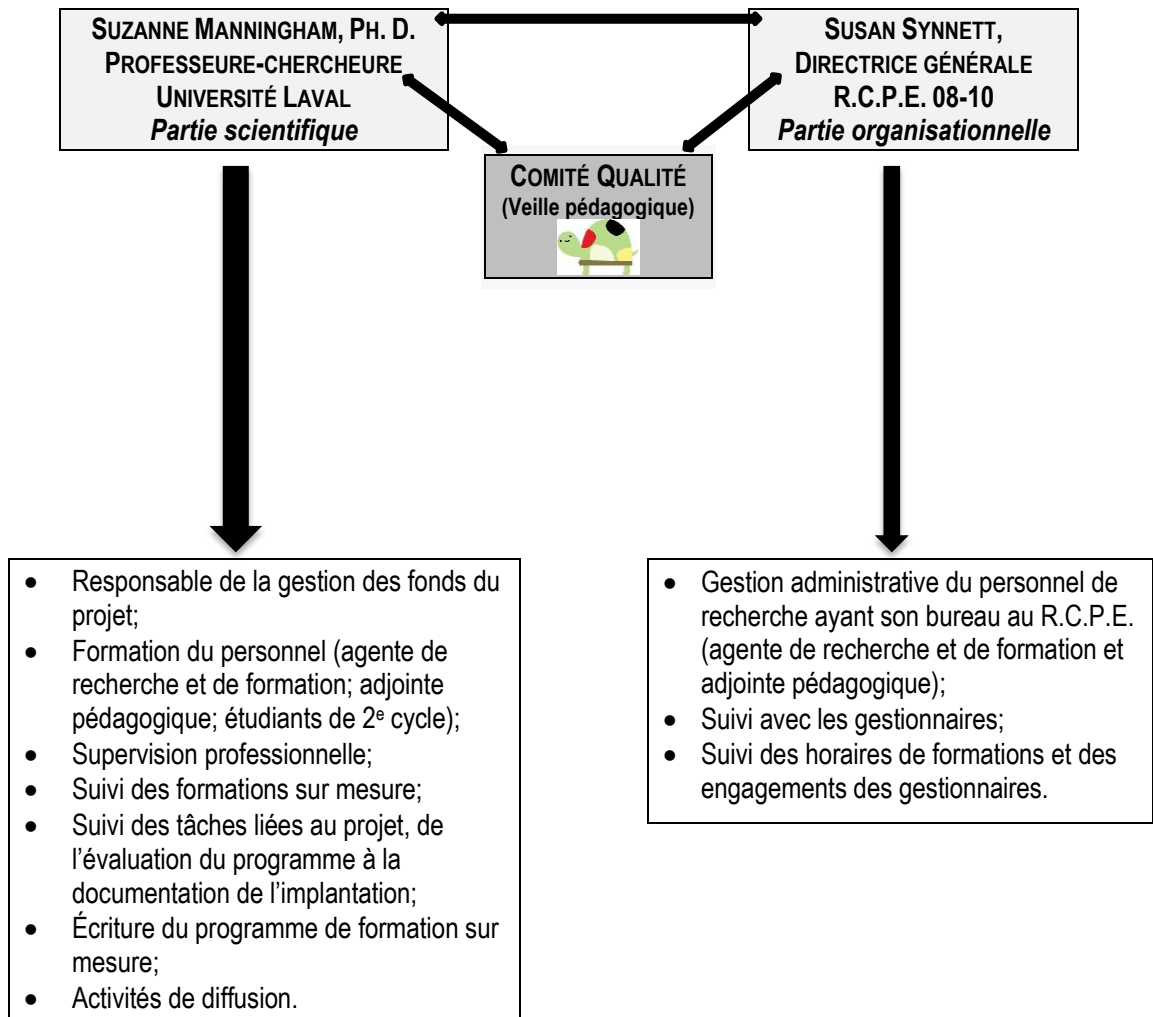 SUZANNE MANNINGHAM, PH. D.
PROFESSEURE-CHERCHEURE
UNIVERSITÉ LAVAL
Partie scientifique
SUSAN SYNNETT,
DIRECTRICE GÉNÉRALE
R.C.P.E. 08-10
Partie organisationnelle
COMITÉ QUALITÉ
(Veille pédagogique)
• Responsable de la gestion des fonds du
projet;
• Formation du personnel (agente de
recherche et de formation; adjointe
pédagogique; étudiants de 2e cycle);
• Supervision professionnelle;
• Suivi des formations sur mesure;
• Suivi des tâches liées au projet, de
l’évaluation du programme à la
documentation de l’implantation;
• Écriture du programme de formation sur
mesure;
• Activités de diffusion.
• Gestion administrative du personnel de
recherche ayant son bureau au R.C.P.E.
(agente de recherche et de formation et
adjointe pédagogique);
• Suivi avec les gestionnaires;
• Suivi des horaires de formations et des
engagements des gestionnaires.